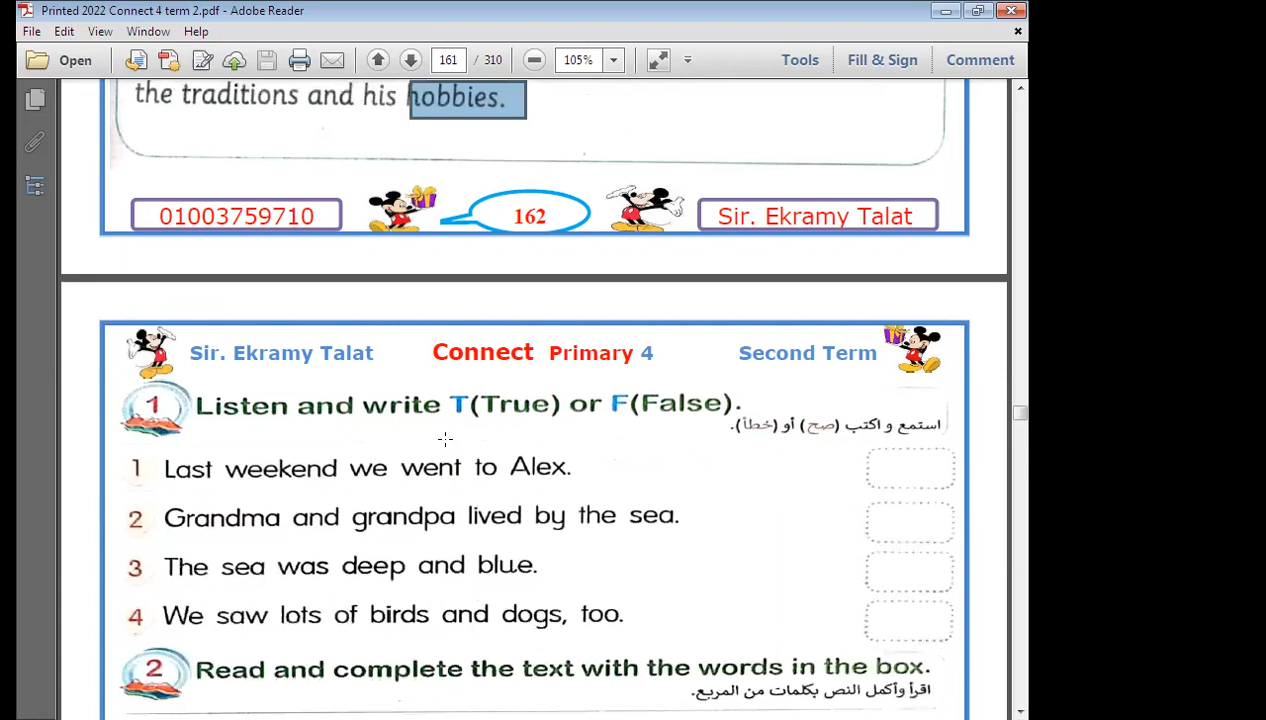 Printed 2022 Connect 4 term 2.pdf - Adobe Reader
File Edit View Window Help
Open 161 / 310 105% Tools Fill & Sign Comment
the traditions and his hobbies.
01003759710 162 Sir. Ekramy Talat
Sir. Ekramy Talat Connect Primary 4 Second Term
1 Listen and write T(True) or F(False).
استمع و اكتب (صح) أو (خطأ).
1 Last weekend we went to Alex.
2 Grandma and grandpa lived by the sea.
3 The sea was deep and blue.
4 We saw lots of birds and dogs, too.
2 Read and complete the text with the words in the box.
اقرأ وأكمل النص بكلمات من المربع.